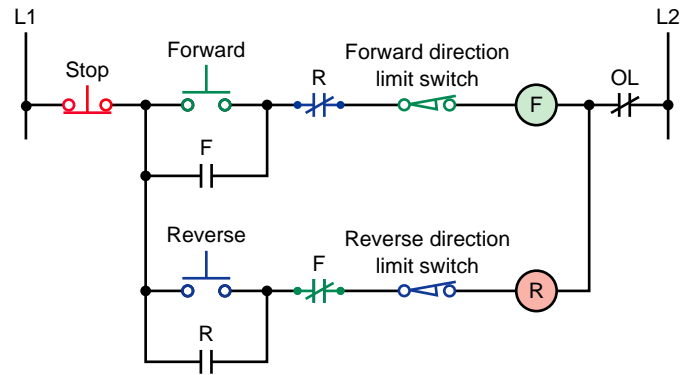 L1
L2
Stop
Forward
R
Forward direction
limit switch
F
OL
F
Reverse
F
Reverse direction
limit switch
R
R